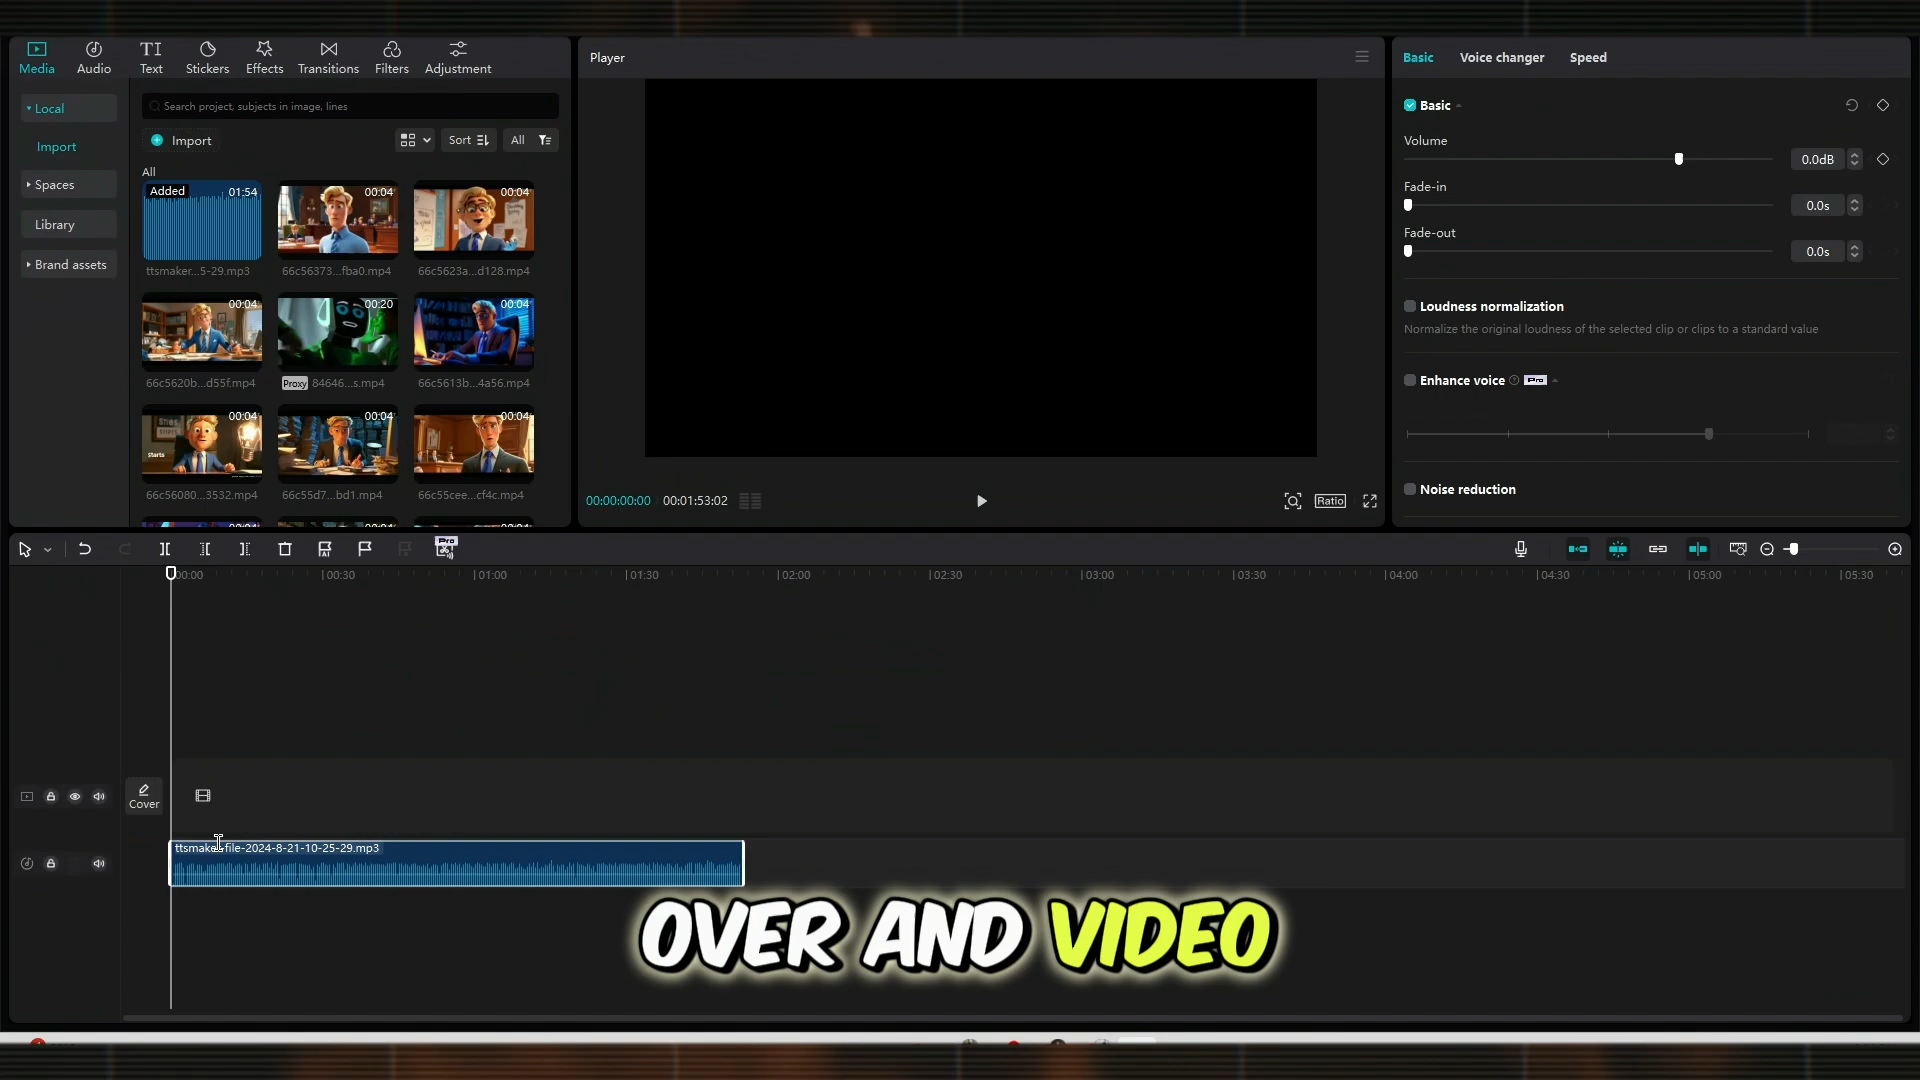 Media
Audio
TI
Text
Stickers
Effects
Transitions
Filters
Adjustment
Local
Import
Spaces
Library
Brand assets
Search project, subjects in image, lines
Import
Sort
All
All
Added 01:54
ttsmaker...5-29.mp3
00:04
66c56373...fba0.mp4
00:04
66c5623a...d128.mp4
00:04
66c5620b...d55f.mp4
00:20
Proxy 84646...s.mp4
00:04
66c5613b...4a56.mp4
00:04
starts
66c56080...3532.mp4
00:04
66c55d7...bd1.mp4
00:04
66c55cee...cf4c.mp4
00:04
00:04
Player
00:00:00:00 00:01:53:02
Ratio
Basic Voice changer Speed
Basic
Volume
0.0dB
Fade-in
0.0s
Fade-out
0.0s
Loudness normalization
Normalize the original loudness of the selected clip or clips to a standard value
Enhance voice Pro
Noise reduction
Pro
00:00 00:30 01:00 01:30 02:00 02:30 03:00 03:30 04:00 04:30 05:00 05:30
Cover
ttsmaker-file-2024-8-21-10-25-29.mp3
OVER AND VIDEO